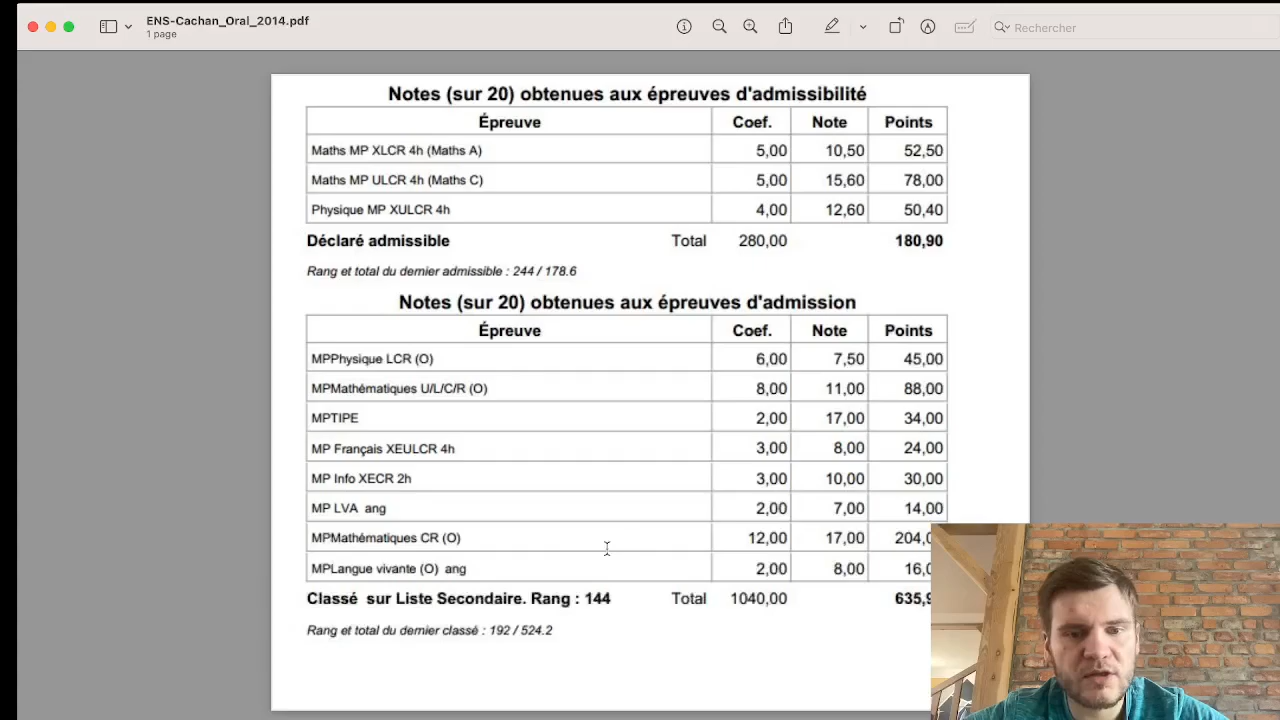 ENS-Cachan_Oral_2014.pdf
1 page
Rechercher
Notes (sur 20) obtenues aux épreuves d'admissibilité
Épreuve Coef. Note Points
Maths MP XLCR 4h (Maths A) 5,00 10,50 52,50
Maths MP ULCR 4h (Maths C) 5,00 15,60 78,00
Physique MP XULCR 4h 4,00 12,60 50,40
Déclaré admissible Total 280,00 180,90
Rang et total du dernier admissible : 244 / 178.6
Notes (sur 20) obtenues aux épreuves d'admission
Épreuve Coef. Note Points
MPPhysique LCR (O) 6,00 7,50 45,00
MPMathématiques U/L/C/R (O) 8,00 11,00 88,00
MPTIPE 2,00 17,00 34,00
MP Français XEULCR 4h 3,00 8,00 24,00
MP Info XECR 2h 3,00 10,00 30,00
MP LVA ang 2,00 7,00 14,00
MPMathématiques CR (O) 12,00 17,00 204,
MPLangue vivante (O) ang 2,00 8,00 16,
Classé sur Liste Secondaire. Rang : 144 Total 1040,00 635,
Rang et total du dernier classé : 192 / 524.2